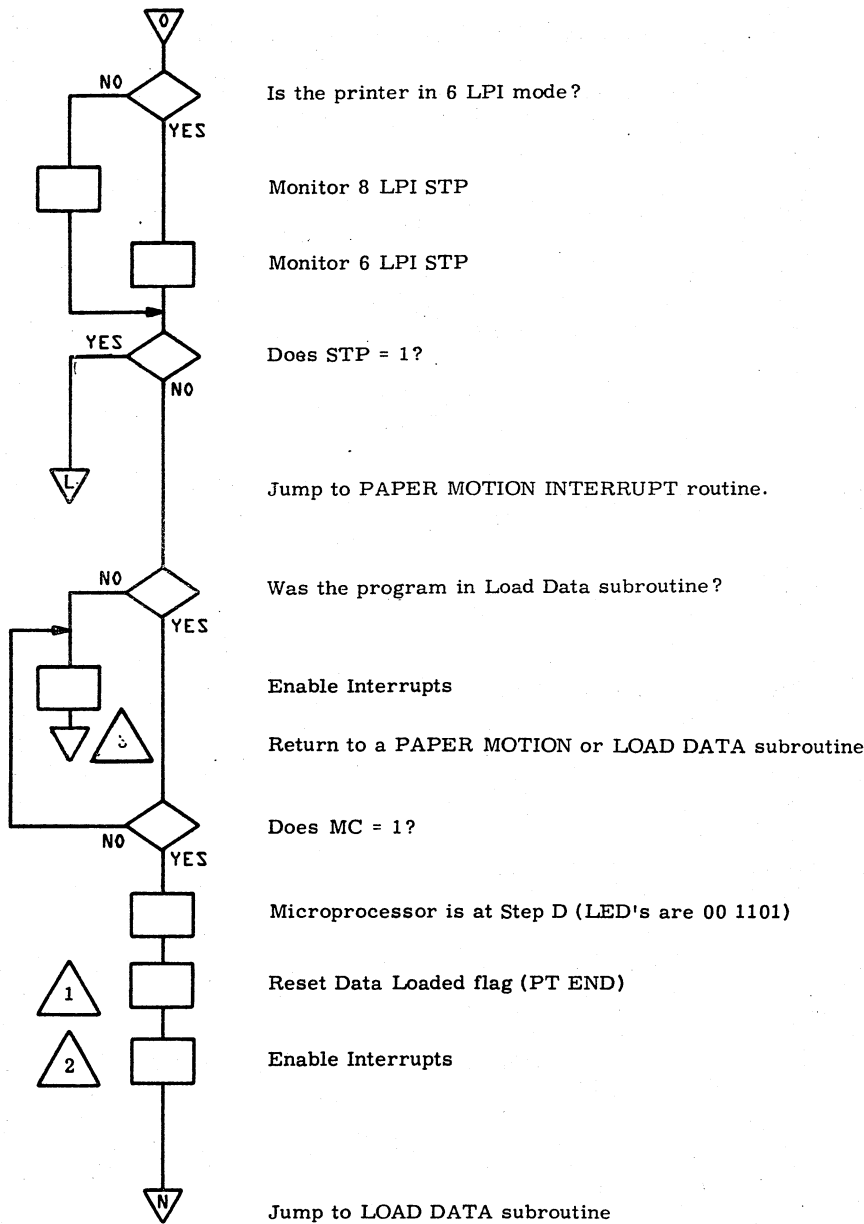 O
NO
Is the printer in 6 LPI mode?
YES
Monitor 8 LPI STP
Monitor 6 LPI STP
YES
Does STP = 1?
NO
L
Jump to PAPER MOTION INTERRUPT routine.
NO
Was the program in Load Data subroutine?
YES
Enable Interrupts
Return to a PAPER MOTION or LOAD DATA subroutine
Does MC = 1?
NO
YES
Microprocessor is at Step D (LED's are 00 1101)
1
Reset Data Loaded flag (PT END)
2
Enable Interrupts
N
Jump to LOAD DATA subroutine